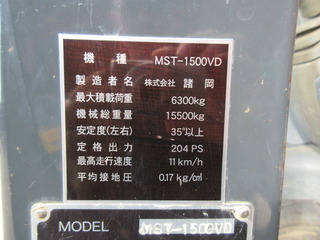 機種 MST-1500VD
製造者名 株式会社 諸岡
最大積載荷重 6300kg
機械総重量 15500kg
安定度(左右) 35°以上
定格出力 204 PS
最高走行速度 11 km/h
平均接地圧 0.17 kg/c㎡
MODEL MST-1500VD